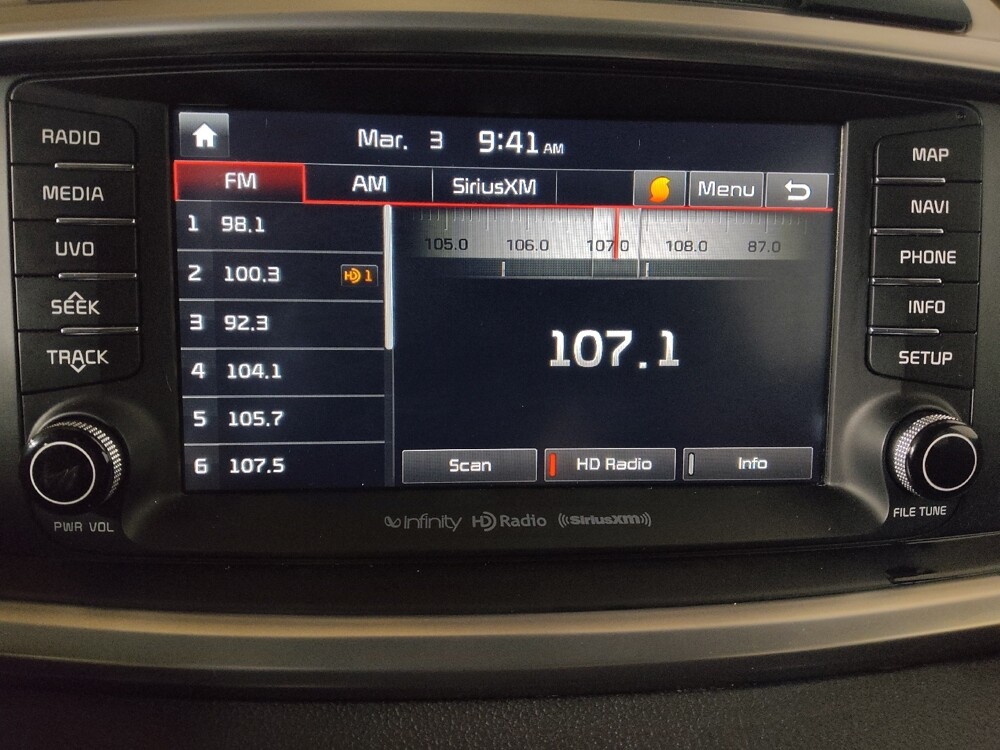 RADIO
MEDIA
UVO
SEEK
TRACK
PWR VOL
Mar. 3 9:41 AM
FM AM SiriusXM Menu
1 98.1
2 100.3 HD 1
3 92.3
4 104.1
5 105.7
6 107.5
105.0 106.0 107.0 108.0 87.0
107.1
Scan HD Radio Info
Infinity HD Radio ((SiriusXM))
MAP
NAVI
PHONE
INFO
SETUP
FILE TUNE